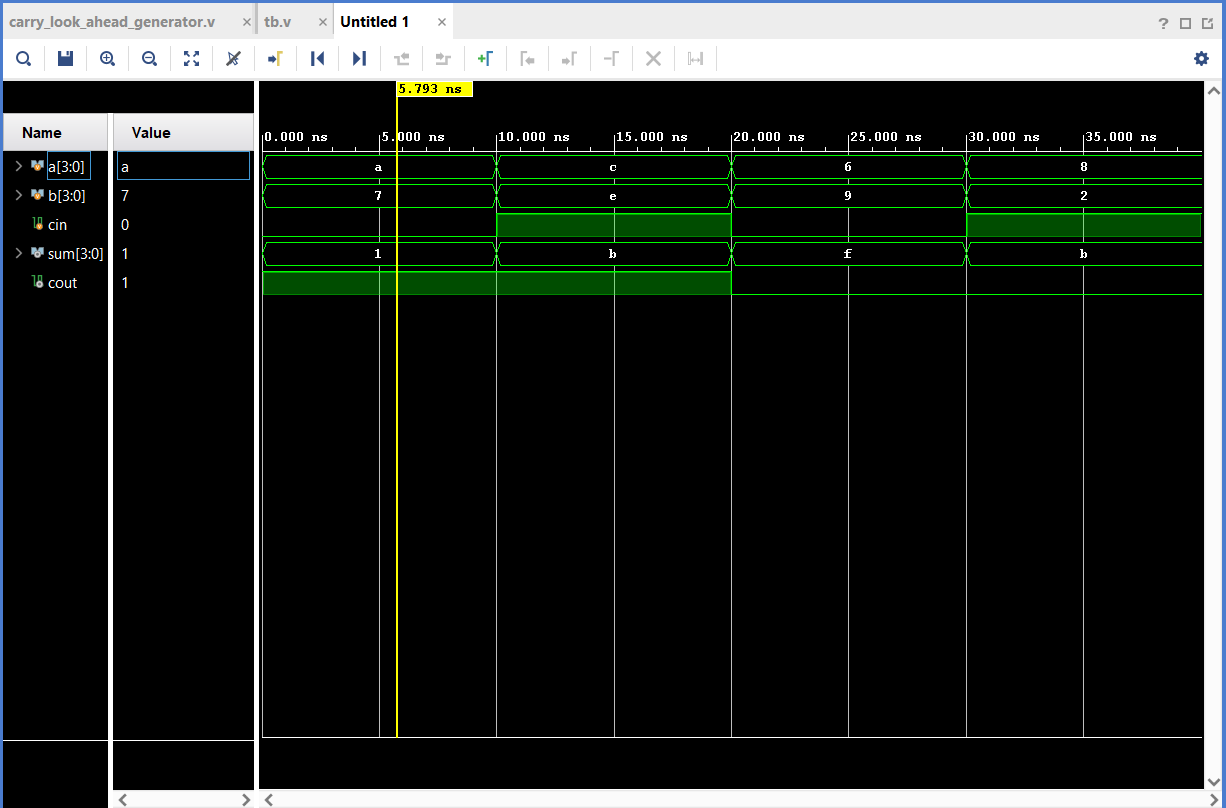 carry_look_ahead_generator.v × tb.v × Untitled 1 ×
?
5.793 ns
Name Value 0.000 ns 5.000 ns 10.000 ns 15.000 ns 20.000 ns 25.000 ns 30.000 ns 35.000 ns
a[3:0] a a c 6 8
b[3:0] 7 7 e 9 2
cin 0
sum[3:0] 1 1 b f b
cout 1